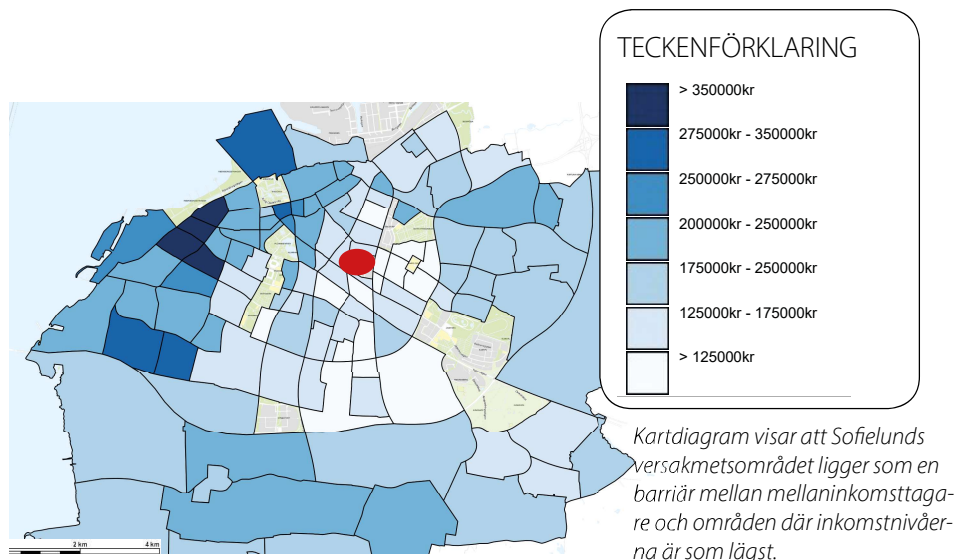 TECKENFÖRKLARING
> 350000kr
275000kr - 350000kr
250000kr - 275000kr
200000kr - 250000kr
175000kr - 250000kr
125000kr - 175000kr
> 125000kr
Kartdiagram visar att Sofielunds
versakmetsområdet ligger som en
barriär mellan mellaninkomsttaga-
re och områden där inkomstnivåer-
na är som lägst.
2 km 4 km